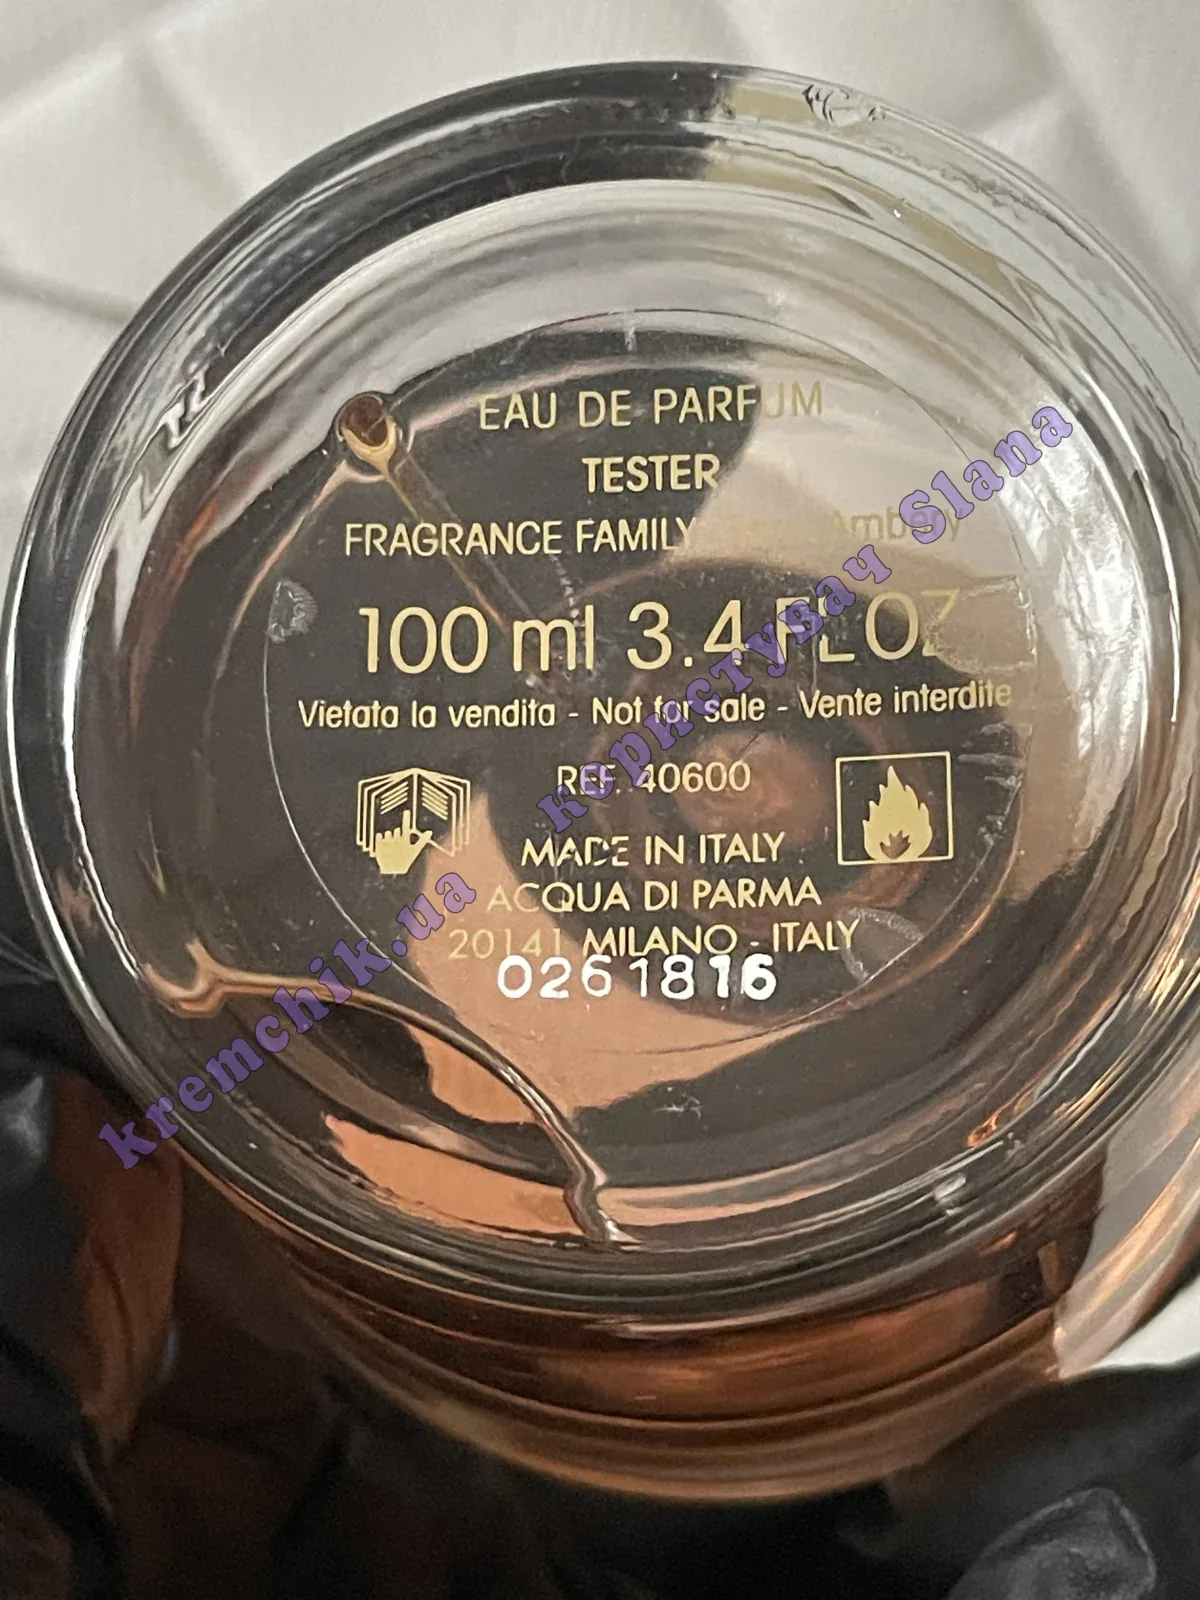 EAU DE PARFUM
TESTER
FRAGRANCE FAMILY Ambery
100 ml 3.4 FL OZ
Vietata la vendita - Not for sale - Vente interdite
REF. 40600
MADE IN ITALY
ACQUA DI PARMA
20141 MILANO - ITALY
0261816
kremchik.ua користувач Slana